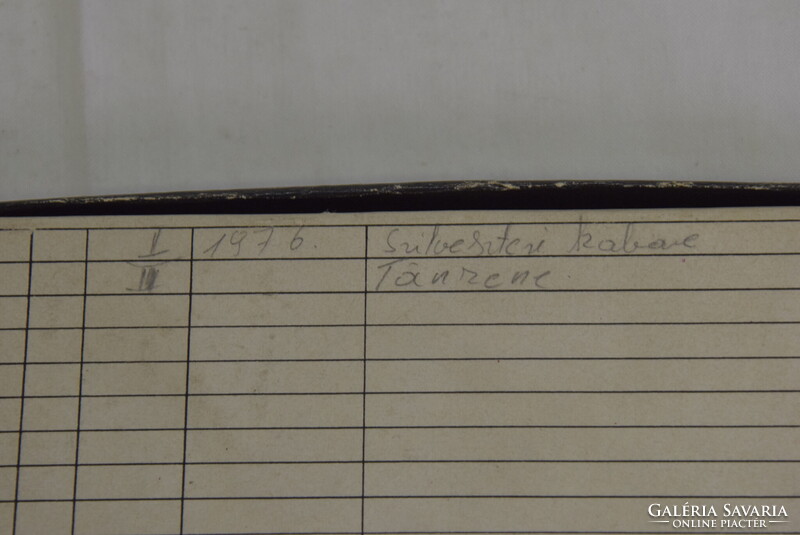 I 1976. szilveszteri kabaré
II Tánczene.
GALÉRIA SAVARIA
ONLINE PIACTÉR